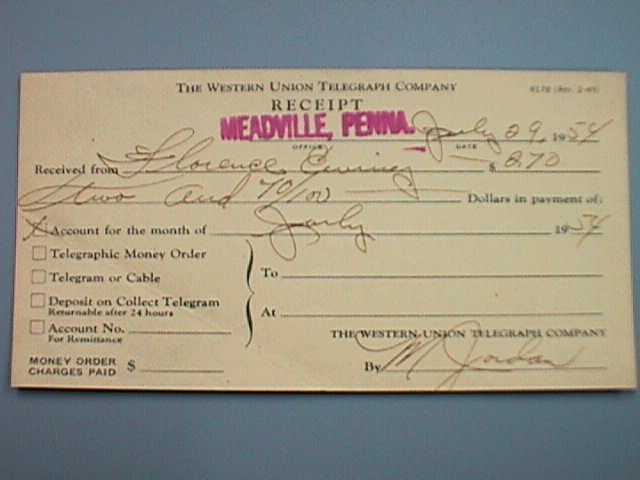 THE WESTERN UNION TELEGRAPH COMPANY
RECEIPT
MEADVILLE, PENNA. July 29, 1954
OFFICE DATE
Received from Florence Ewing $ 2.70
two and 70/100 Dollars in payment of:
X Account for the month of July 1954
Telegraphic Money Order
Telegram or Cable To
Deposit on Collect Telegram
Returnable after 24 hours At
Account No.
For Remittance
THE WESTERN UNION TELEGRAPH COMPANY
MONEY ORDER
CHARGES PAID $ By M Jordan